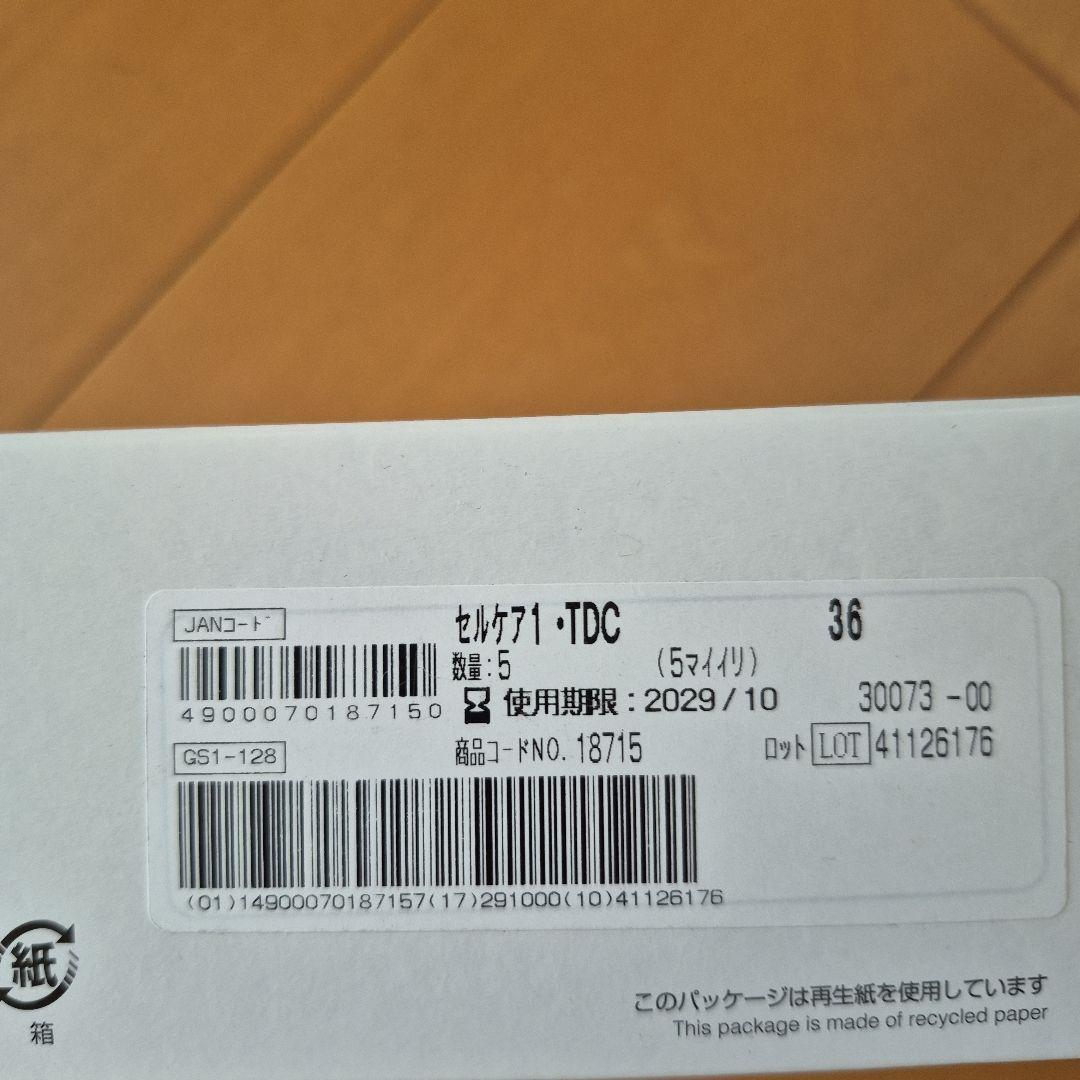 JANコード
セルケア1・TDC 36
数量:5 (5マイイリ)
4900070187150
使用期限:2029/10 30073-00
GS1-128
商品コードNO. 18715 ロット LOT 41126176
(01)14900070187157(17)291000(10)41126176
紙
箱
このパッケージは再生紙を使用しています
This package is made of recycled paper